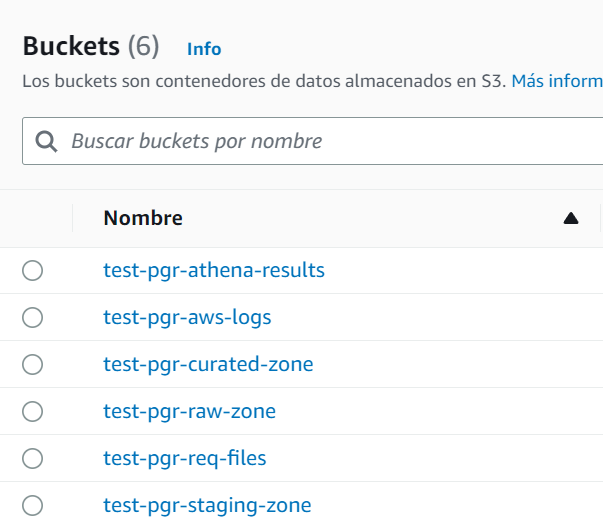 Buckets (6) Info
Los buckets son contenedores de datos almacenados en S3. Más inform
Buscar buckets por nombre
Nombre
test-pgr-athena-results
test-pgr-aws-logs
test-pgr-curated-zone
test-pgr-raw-zone
test-pgr-req-files
test-pgr-staging-zone